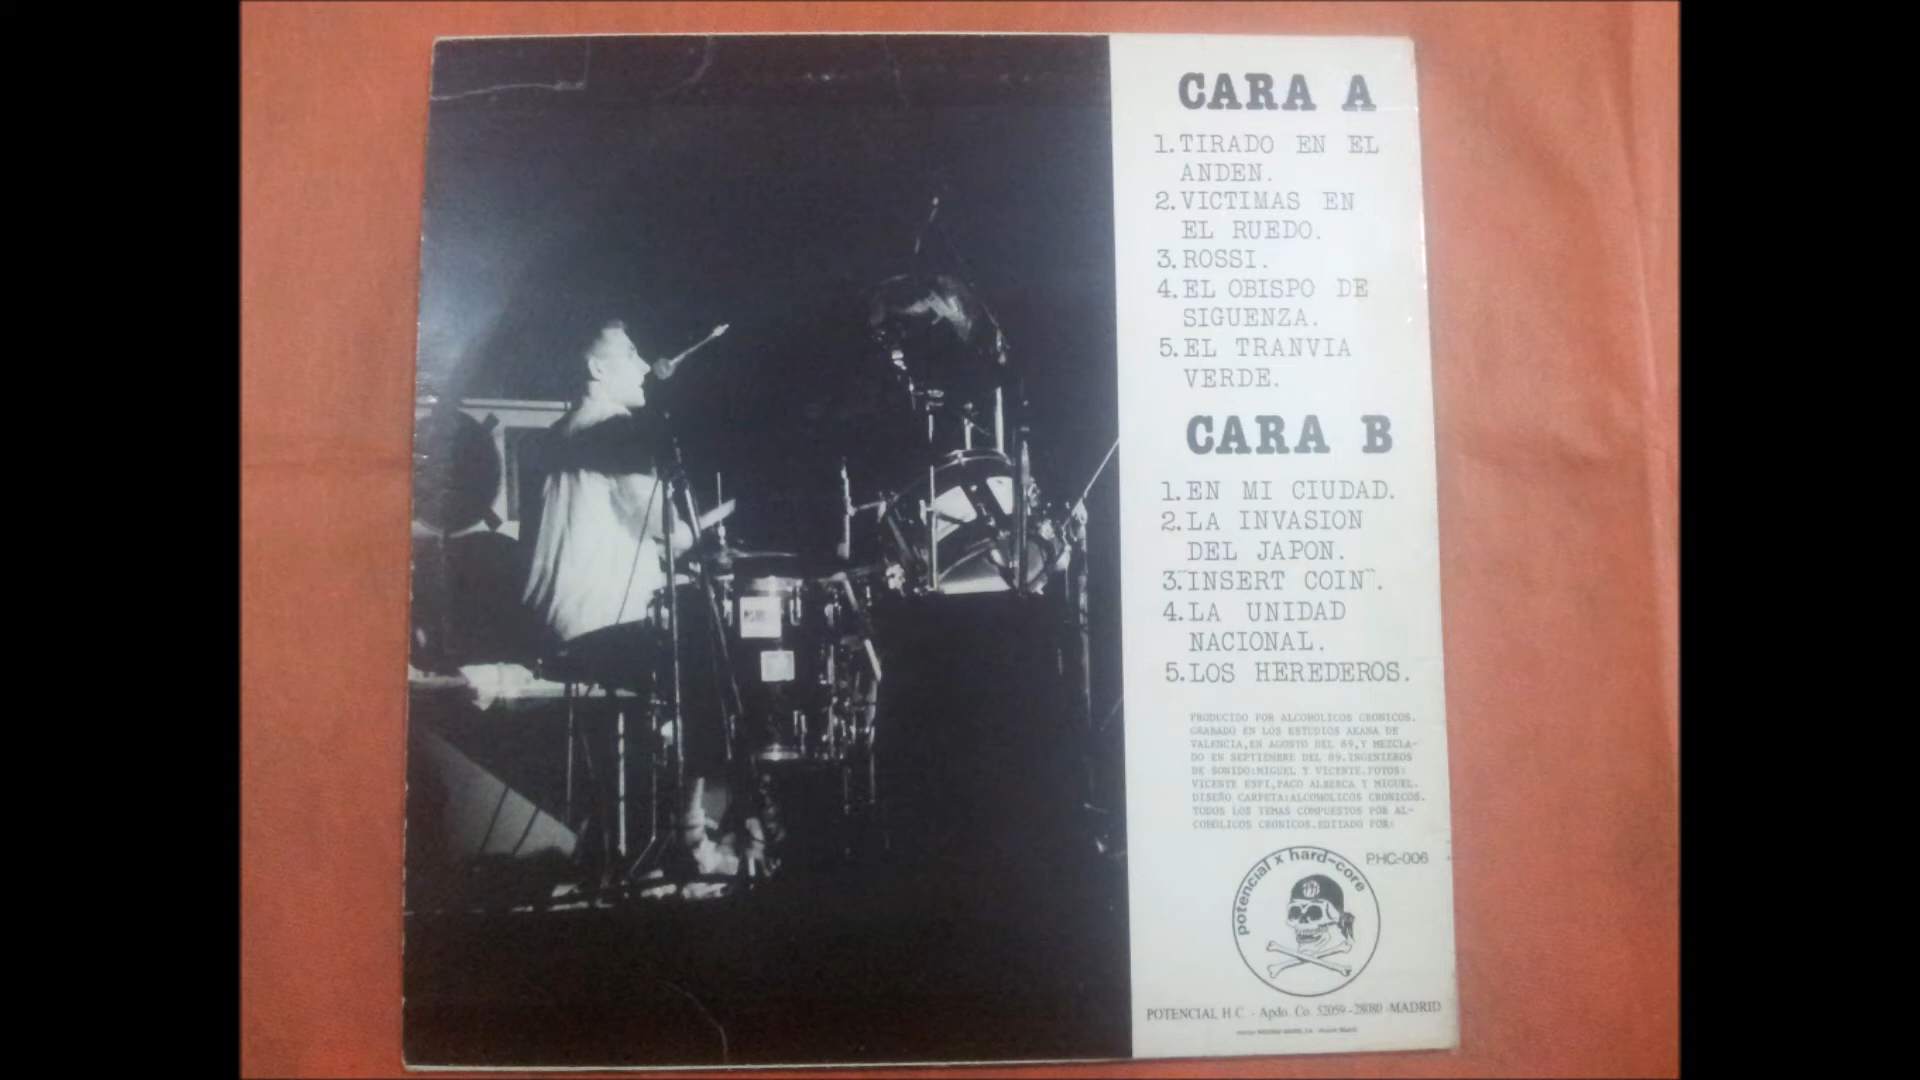 CARA A
1. TIRADO EN EL
ANDEN.
2. VICTIMAS EN
EL RUEDO.
3. ROSSI.
4. EL OBISPO DE
SIGUENZA.
5. EL TRANVIA
VERDE.
CARA B
1. EN MI CIUDAD.
2. LA INVASION
DEL JAPON.
3. "INSERT COIN".
4. LA UNIDAD
NACIONAL.
5. LOS HEREDEROS.
PRODUCIDO POR ALCOHOLICOS CRONICOS.
GRABADO EN LOS ESTUDIOS AKANA DE
VALENCIA, EN AGOSTO DEL 89, Y MEZCLA-
DO EN SEPTIEMBRE DEL 89. INGENIEROS
DE SONIDO: MIGUEL Y VICENTE. FOTOS:
VICENTE ESPI, PACO ALBERCA Y MIGUEL.
DISEÑO CARPETA: ALCOHOLICOS CRONICOS.
TODOS LOS TEMAS COMPUESTOS POR AL-
COHOLICOS CRONICOS. EDITADO POR:
potencial x hard-core
PHC-006
POTENCIAL H.C. - Apdo. Co. 52059 - 28080 - MADRID